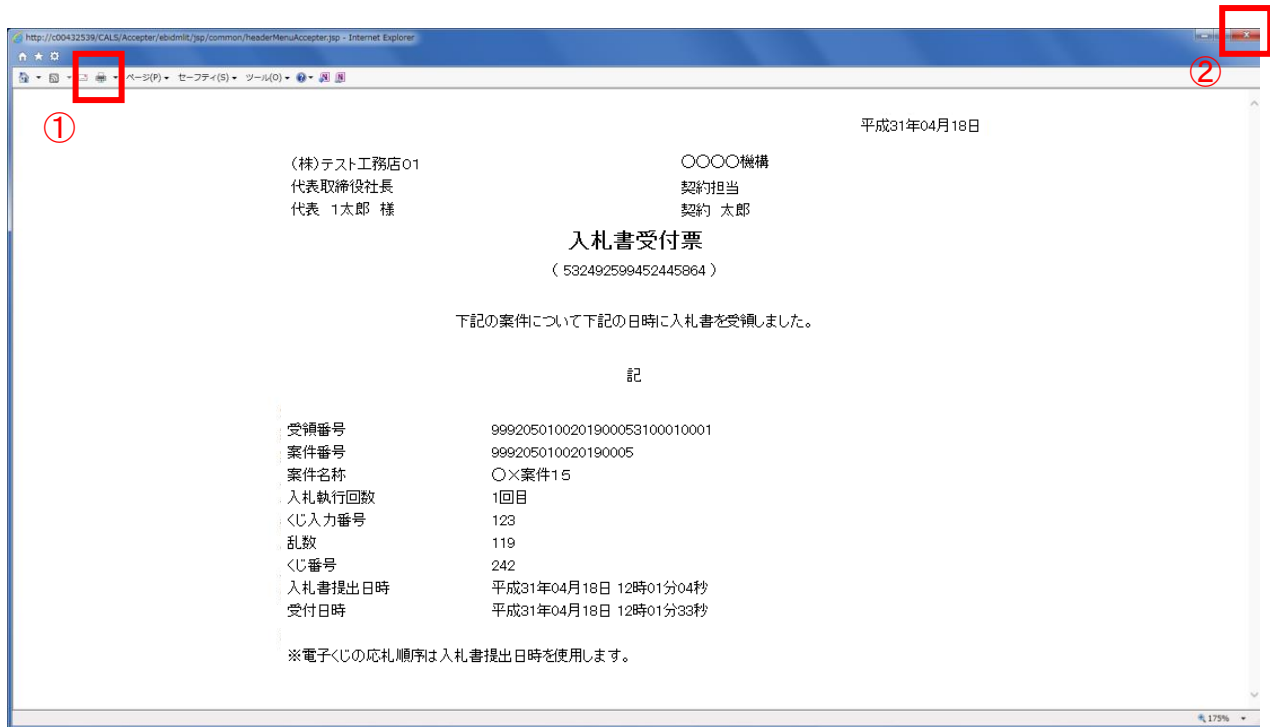 http://c00432539/CALS/Accepter/ebidmlit/jsp/common/headerMenuAccepter.jsp - Internet Explorer
②
ページ(P) セーフティ(S) ツール(O)
①
平成31年04月18日
(株)テスト工務店01
〇〇〇〇機構
代表取締役社長
契約担当
代表 1太郎 様
契約 太郎
入札書受付票
( 532492599452445864 )
下記の案件について下記の日時に入札書を受領しました。
記
受領番号 99920501002019000053100010001
案件番号 999205010020190005
案件名称 〇×案件15
入札執行回数 1回目
くじ入力番号 123
乱数 119
くじ番号 242
入札書提出日時 平成31年04月18日 12時01分04秒
受付日時 平成31年04月18日 12時01分33秒
※電子くじの応札順序は入札書提出日時を使用します。
175%